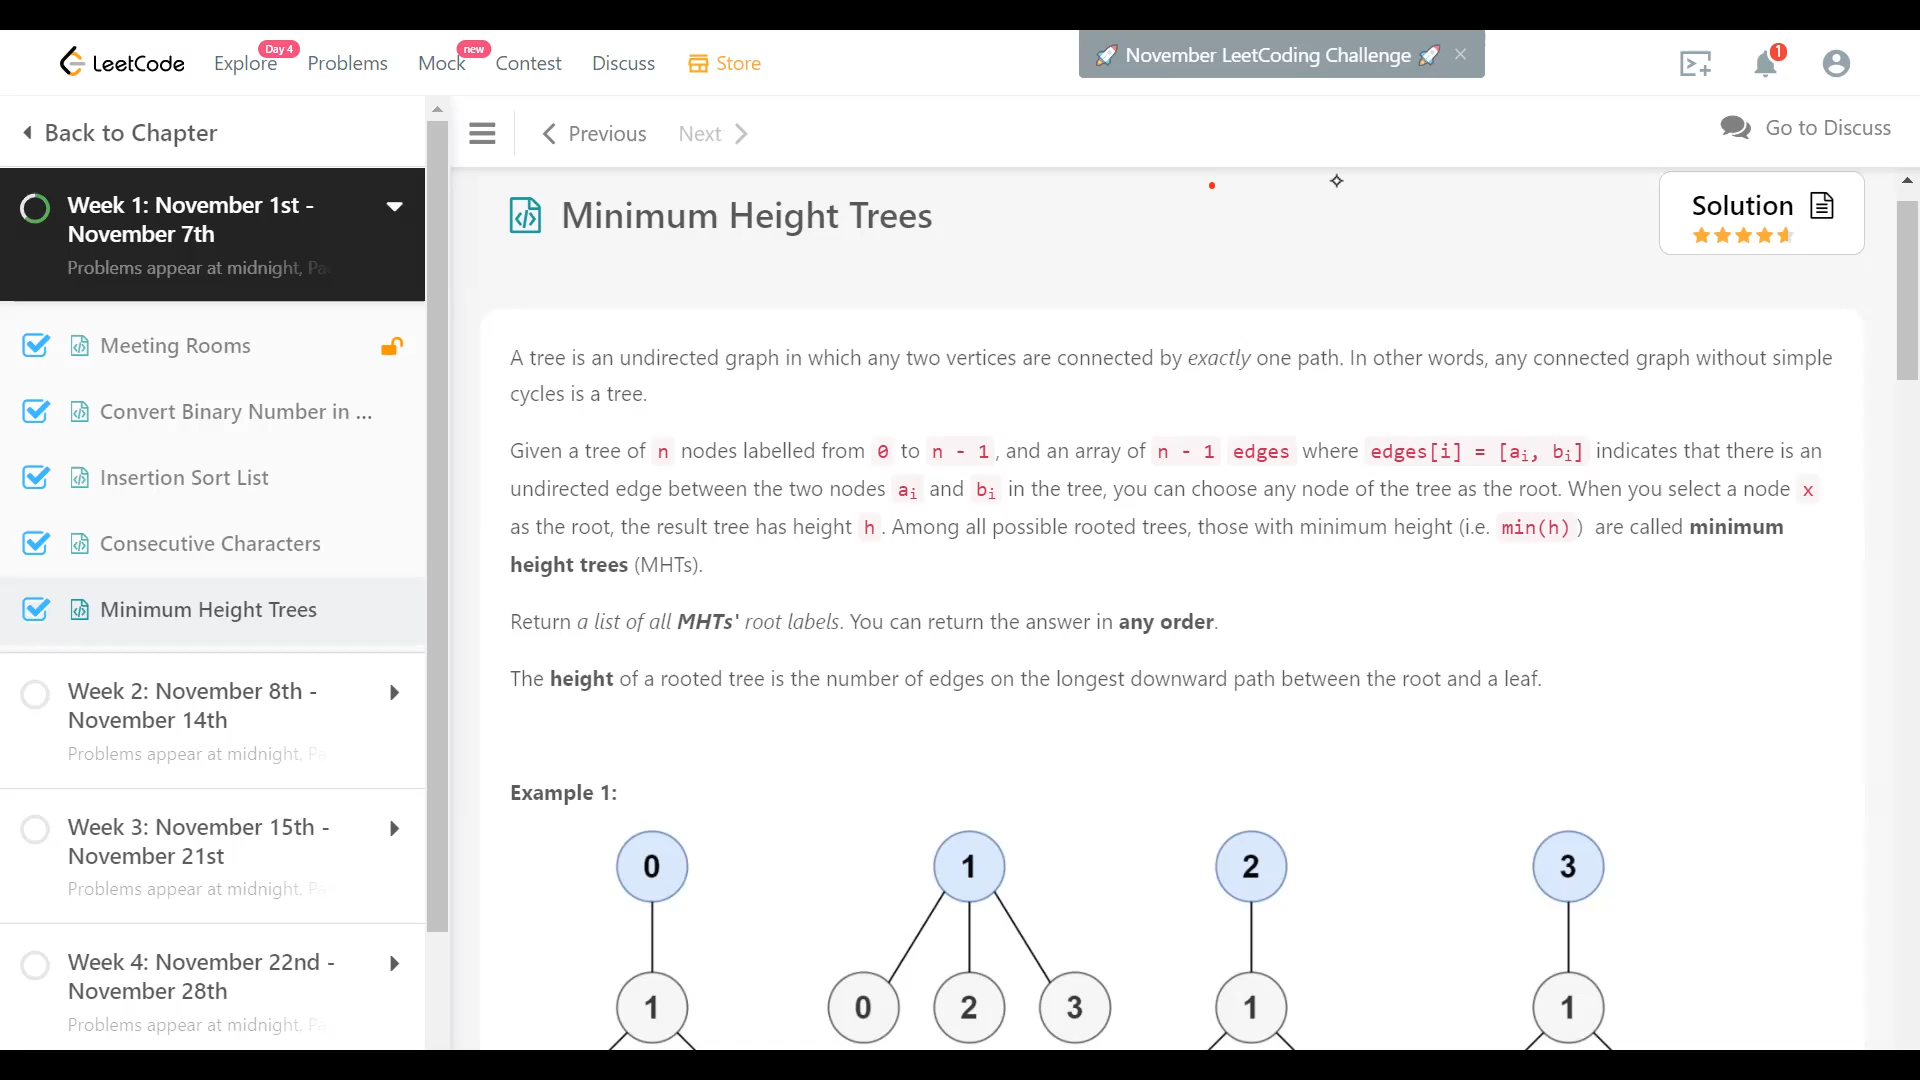 LeetCode
Explore
Day 4
Problems
Mock
new
Contest
Discuss
Store
🚀 November LeetCoding Challenge 🚀 ×
1
Back to Chapter
Week 1: November 1st -
November 7th
Problems appear at midnight, Pa
Meeting Rooms
Convert Binary Number in ...
Insertion Sort List
Consecutive Characters
Minimum Height Trees
Week 2: November 8th -
November 14th
Problems appear at midnight, Pa
Week 3: November 15th -
November 21st
Problems appear at midnight, Pa
Week 4: November 22nd -
November 28th
Problems appear at midnight, Pa
Previous
Next
Go to Discuss
Minimum Height Trees
Solution
A tree is an undirected graph in which any two vertices are connected by exactly one path. In other words, any connected graph without simple
cycles is a tree.
Given a tree of n nodes labelled from 0 to n - 1, and an array of n - 1 edges where edges[i] = [aᵢ, bᵢ] indicates that there is an
undirected edge between the two nodes aᵢ and bᵢ in the tree, you can choose any node of the tree as the root. When you select a node x
as the root, the result tree has height h. Among all possible rooted trees, those with minimum height (i.e. min(h)) are called minimum
height trees (MHTs).
Return a list of all MHTs' root labels. You can return the answer in any order.
The height of a rooted tree is the number of edges on the longest downward path between the root and a leaf.
Example 1:
0 1 2 3
1 0 2 3 1 1